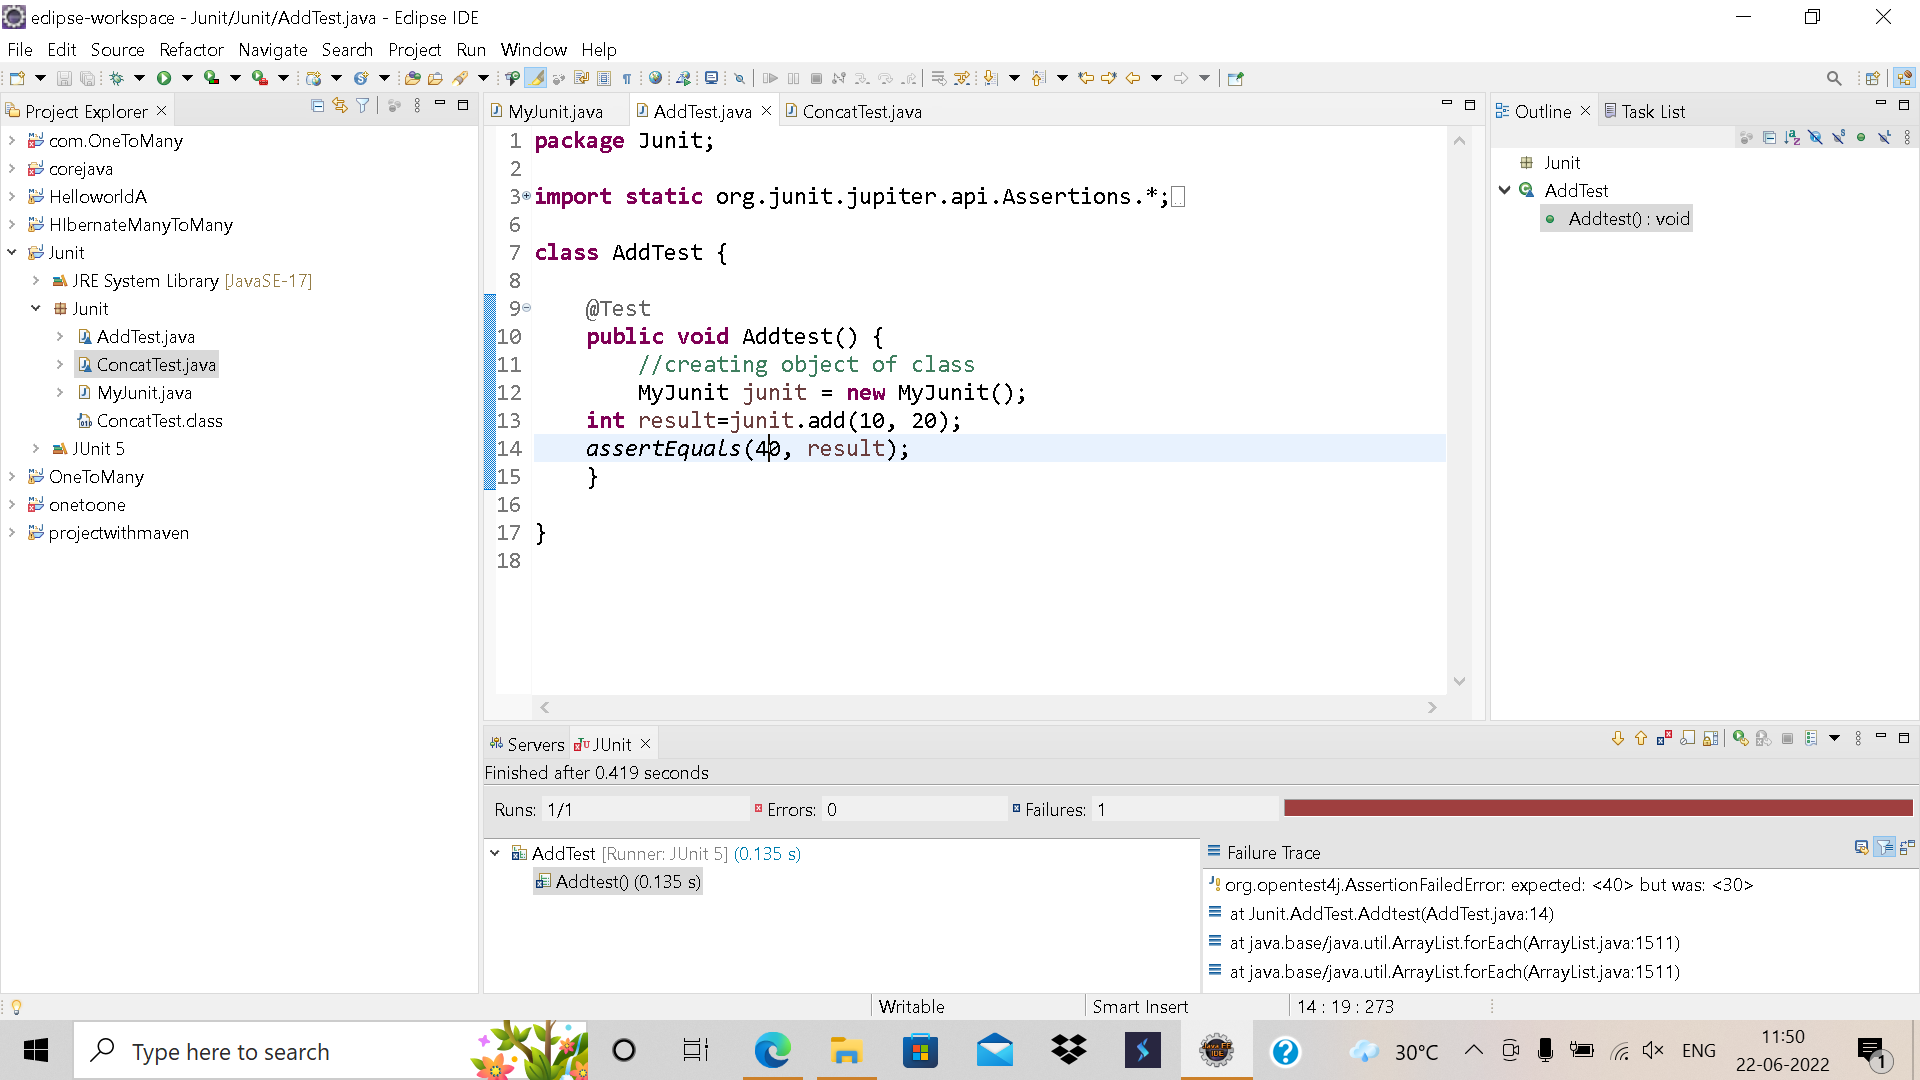 eclipse-workspace - Junit/Junit/AddTest.java - Eclipse IDE
File Edit Source Refactor Navigate Search Project Run Window Help
Project Explorer
com.OneToMany
corejava
HelloworldA
HIbernateManyToMany
Junit
JRE System Library [JavaSE-17]
Junit
AddTest.java
ConcatTest.java
MyJunit.java
ConcatTest.class
JUnit 5
OneToMany
onetoone
projectwithmaven
MyJunit.java AddTest.java ConcatTest.java
1 package Junit;
2
3 import static org.junit.jupiter.api.Assertions.*;
6
7 class AddTest {
8
9 @Test
10 public void Addtest() {
11 //creating object of class
12 MyJunit junit = new MyJunit();
13 int result=junit.add(10, 20);
14 assertEquals(40, result);
15 }
16
17 }
18
Outline Task List
Junit
AddTest
Addtest() : void
Servers JUnit
Finished after 0.419 seconds
Runs: 1/1 Errors: 0 Failures: 1
AddTest [Runner: JUnit 5] (0.135 s)
Addtest() (0.135 s)
Failure Trace
org.opentest4j.AssertionFailedError: expected: <40> but was: <30>
at Junit.AddTest.Addtest(AddTest.java:14)
at java.base/java.util.ArrayList.forEach(ArrayList.java:1511)
at java.base/java.util.ArrayList.forEach(ArrayList.java:1511)
Writable Smart Insert 14 : 19 : 273
Type here to search
30°C ENG
11:50
22-06-2022
1